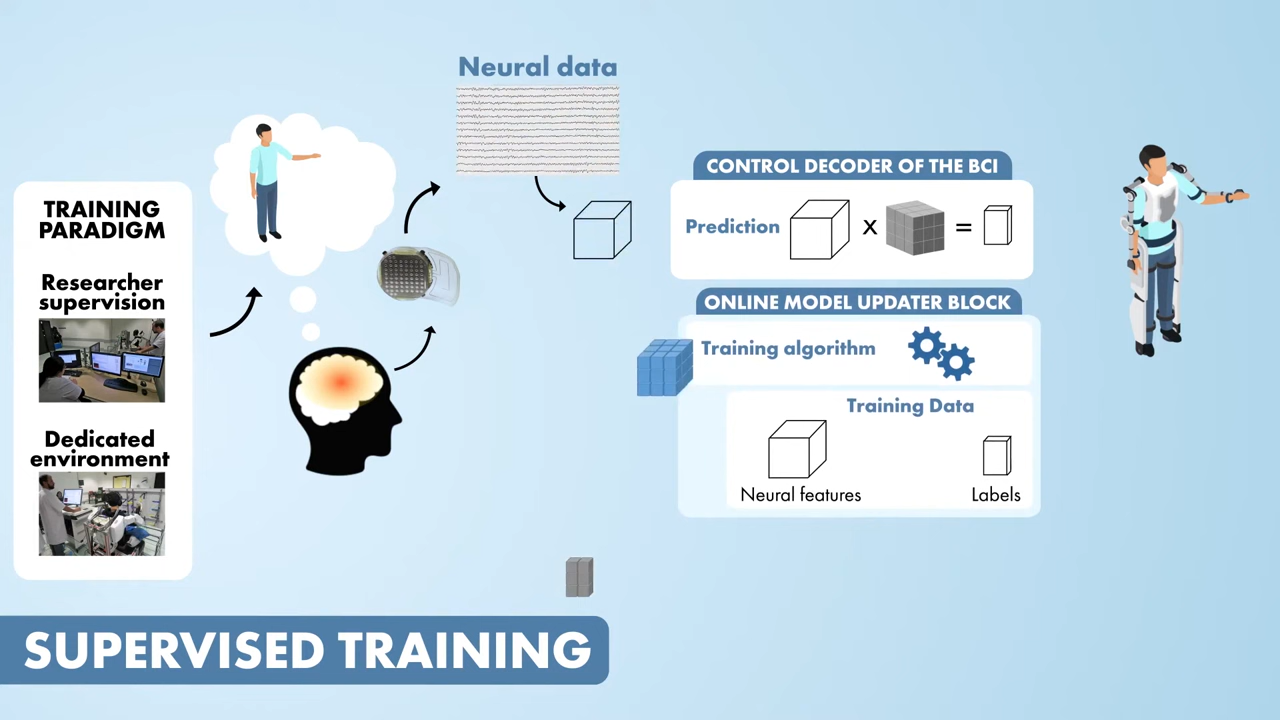 Neural data
TRAINING
PARADIGM
Researcher
supervision
Dedicated
environment
CONTROL DECODER OF THE BCI
Prediction
x
=
ONLINE MODEL UPDATER BLOCK
Training algorithm
Training Data
Neural features
Labels
SUPERVISED TRAINING